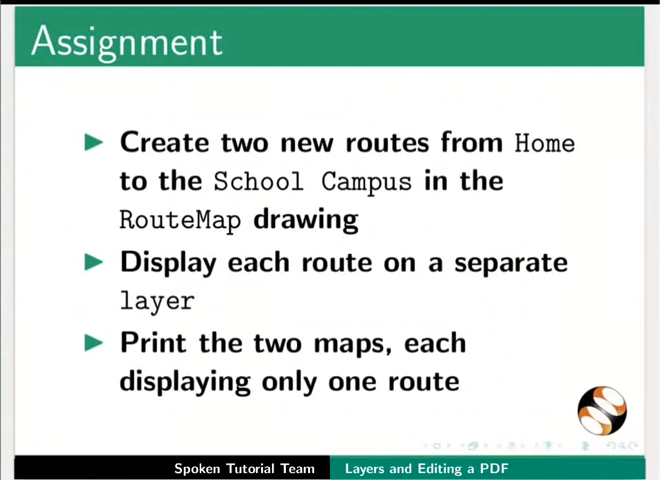 Assignment
Create two new routes from Home
to the School Campus in the
RouteMap drawing
Display each route on a separate
layer
Print the two maps, each
displaying only one route
Spoken Tutorial Team Layers and Editing a PDF